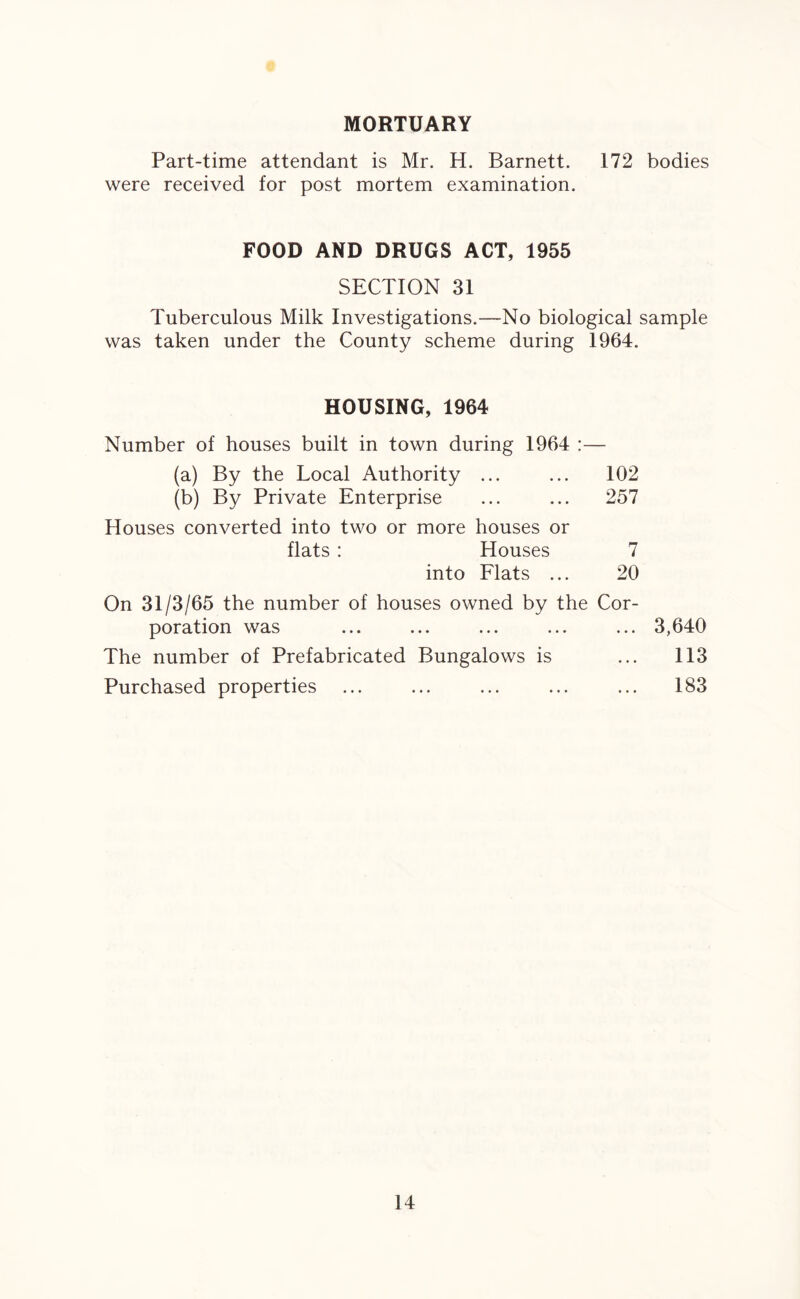 MORTUARY
Part-time attendant is Mr. H. Barnett. 172 bodies
were received for post mortem examination.
FOOD AND DRUGS ACT, 1955
SECTION 31
Tuberculous Milk Investigations.—No biological sample
was taken under the County scheme during 1964.
HOUSING, 1964
Number of houses built in town during 1964 :—
(a) By the Local Authority ... ... 102
(b) By Private Enterprise ... ... 257
Houses converted into two or more houses or
flats : Houses 7
into Flats ... 20
On 31/3/65 the number of houses owned by the Cor-
poration was ... ... ... ... ... 3,640
The number of Prefabricated Bungalows is ... 113
Purchased properties ... ... ... ... ... 183
14